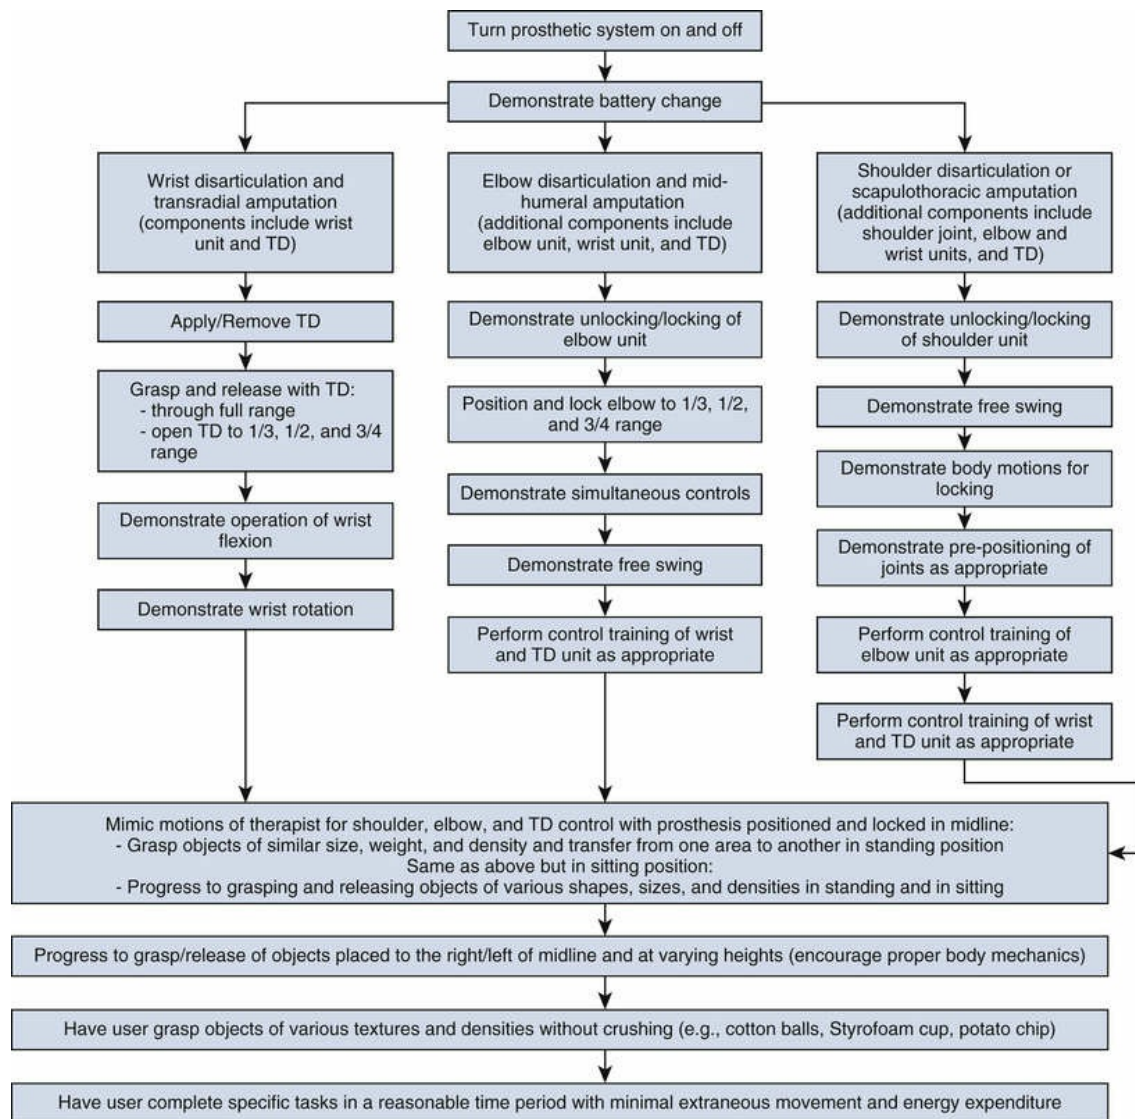 Turn prosthetic system on and off
Demonstrate battery change
Wrist disarticulation and
transradial amputation
(components include wrist
unit and TD)
Apply/Remove TD
Grasp and release with TD:
- through full range
- open TD to 1/3, 1/2, and 3/4
range
Demonstrate operation of wrist
flexion
Demonstrate wrist rotation
Elbow disarticulation and mid-
humeral amputation
(additional components include
elbow unit, wrist unit, and TD)
Demonstrate unlocking/locking of
elbow unit
Position and lock elbow to 1/3, 1/2,
and 3/4 range
Demonstrate simultaneous controls
Demonstrate free swing
Perform control training of wrist
and TD unit as appropriate
Shoulder disarticulation or
scapulothoracic amputation
(additional components include
shoulder joint, elbow and
wrist units, and TD)
Demonstrate unlocking/locking
of shoulder unit
Demonstrate free swing
Demonstrate body motions for
locking
Demonstrate pre-positioning of
joints as appropriate
Perform control training of
elbow unit as appropriate
Perform control training of wrist
and TD unit as appropriate
Mimic motions of therapist for shoulder, elbow, and TD control with prosthesis positioned and locked in midline:
- Grasp objects of similar size, weight, and density and transfer from one area to another in standing position
Same as above but in sitting position:
- Progress to grasping and releasing objects of various shapes, sizes, and densities in standing and in sitting
Progress to grasp/release of objects placed to the right/left of midline and at varying heights (encourage proper body mechanics)
Have user grasp objects of various textures and densities without crushing (e.g., cotton balls, Styrofoam cup, potato chip)
Have user complete specific tasks in a reasonable time period with minimal extraneous movement and energy expenditure